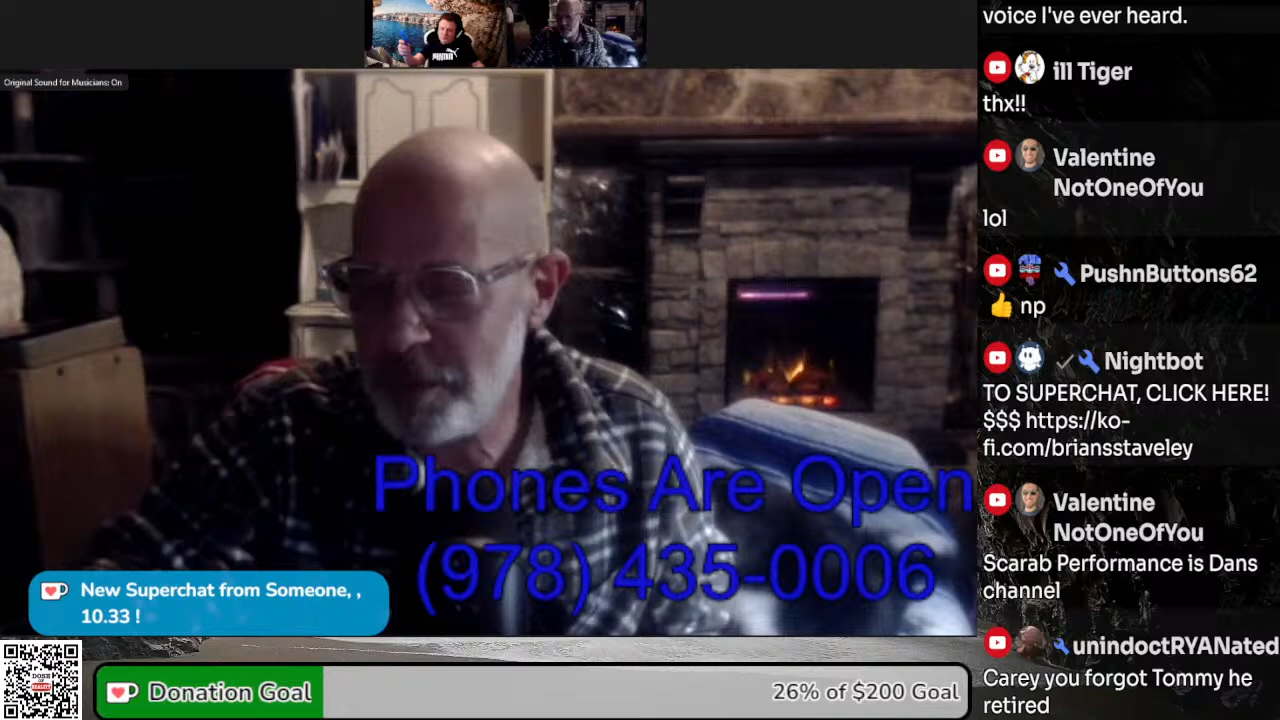 Original Sound for Musicians: On
PUMA
voice I've ever heard.
ill Tiger
thx!!
Valentine
NotOneOfYou
lol
PushnButtons62
👍 np
Nightbot
TO SUPERCHAT, CLICK HERE!
$$$ https://ko-
fi.com/briansstaveley
Valentine
NotOneOfYou
Scarab Performance is Dans
channel
unindoctRYANated
Carey you forgot Tommy he
retired
Phones Are Open
(978) 435-0006
New Superchat from Someone, ,
10.33 !
Donation Goal
26% of $200 Goal